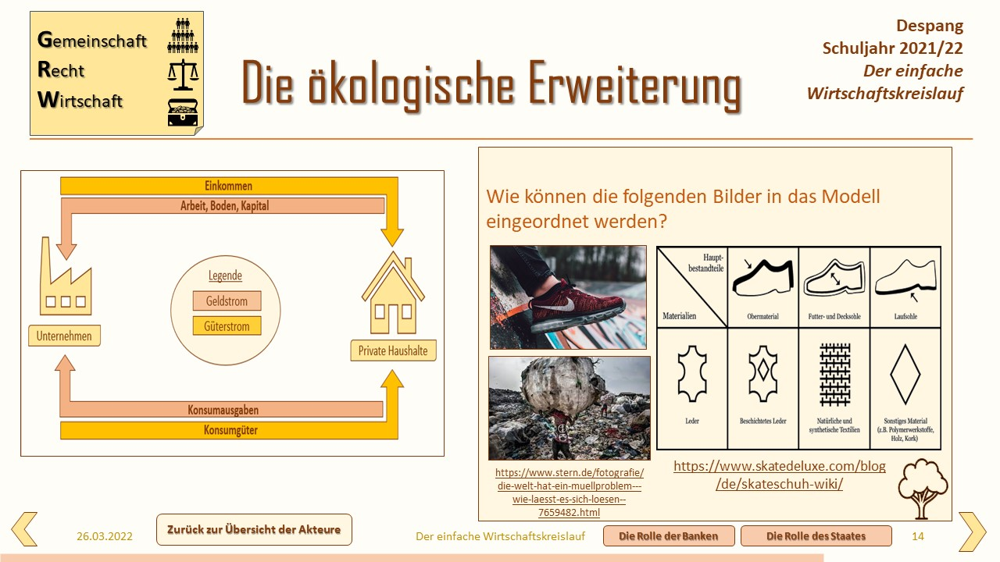 Gemeinschaft
Recht
Wirtschaft
Die ökologische Erweiterung
Despang
Schuljahr 2021/22
Der einfache
Wirtschaftskreislauf
Einkommen
Arbeit, Boden, Kapital
Legende
Geldstrom
Güterstrom
Unternehmen
Private Haushalte
Konsumausgaben
Konsumgüter
Wie können die folgenden Bilder in das Modell
eingeordnet werden?
Haupt-
bestandteile
Materialien
Obermaterial
Futter- und Decksohle
Laufsohle
Leder
Beschichtetes Leder
Natürliche und
synthetische Textilien
Sonstiges Material
(z.B. Polymerwerkstoffe,
Holz, Kork)
https://www.stern.de/fotografie/
die-welt-hat-ein-muellproblem---
wie-laesst-es-sich-loesen--
7659482.html
https://www.skatedeluxe.com/blog
/de/skateschuh-wiki/
26.03.2022
Zurück zur Übersicht der Akteure
Der einfache Wirtschaftskreislauf
Die Rolle der Banken
Die Rolle des Staates
14